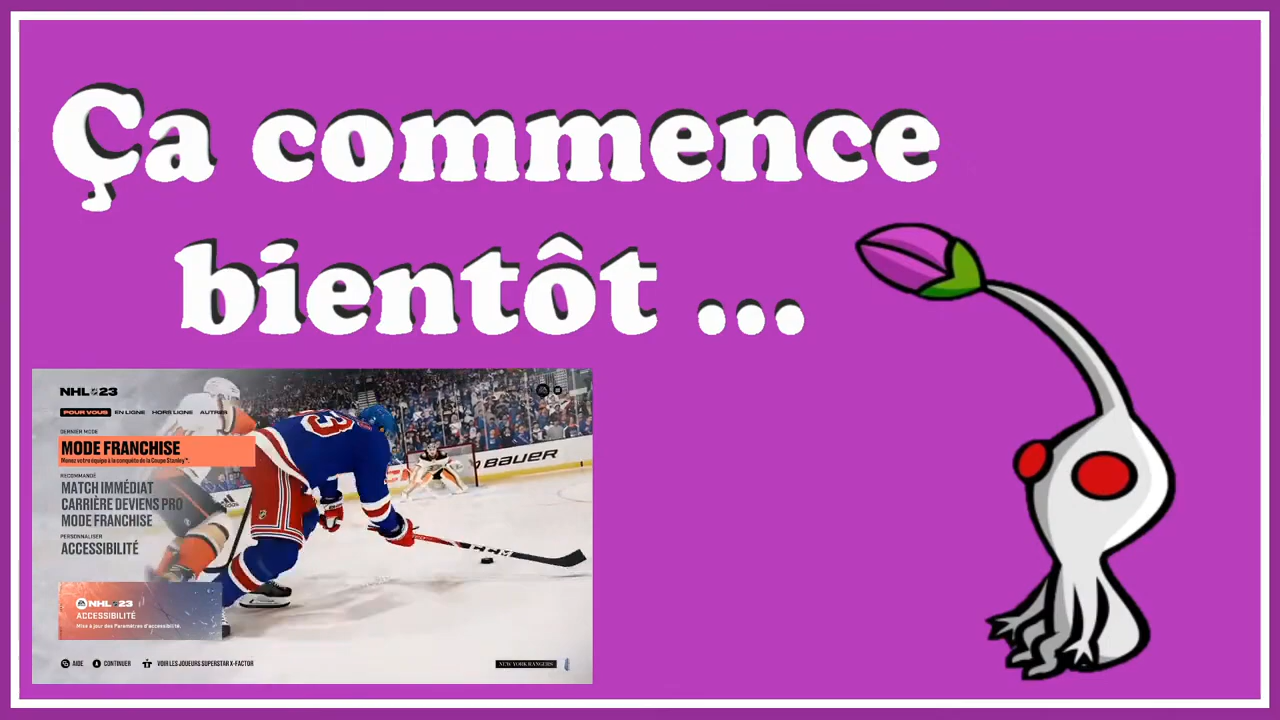 Ça commence
bientôt ...
NHL 23
POUR VOUS EN LIGNE HORS LIGNE AUTRES
DERNIER MODE
MODE FRANCHISE
Menez votre équipe à la conquête de la Coupe Stanley™.
RECOMMANDÉ
MATCH IMMÉDIAT
CARRIÈRE DEVIENS PRO
MODE FRANCHISE
PERSONNALISER
ACCESSIBILITÉ
NHL 23
ACCESSIBILITÉ
Mise à jour des Paramètres d'accessibilité.
AIDE CONTINUER VOIR LES JOUEURS SUPERSTAR X-FACTOR
BAUER
CCM
adidas
NEW YORK RANGERS